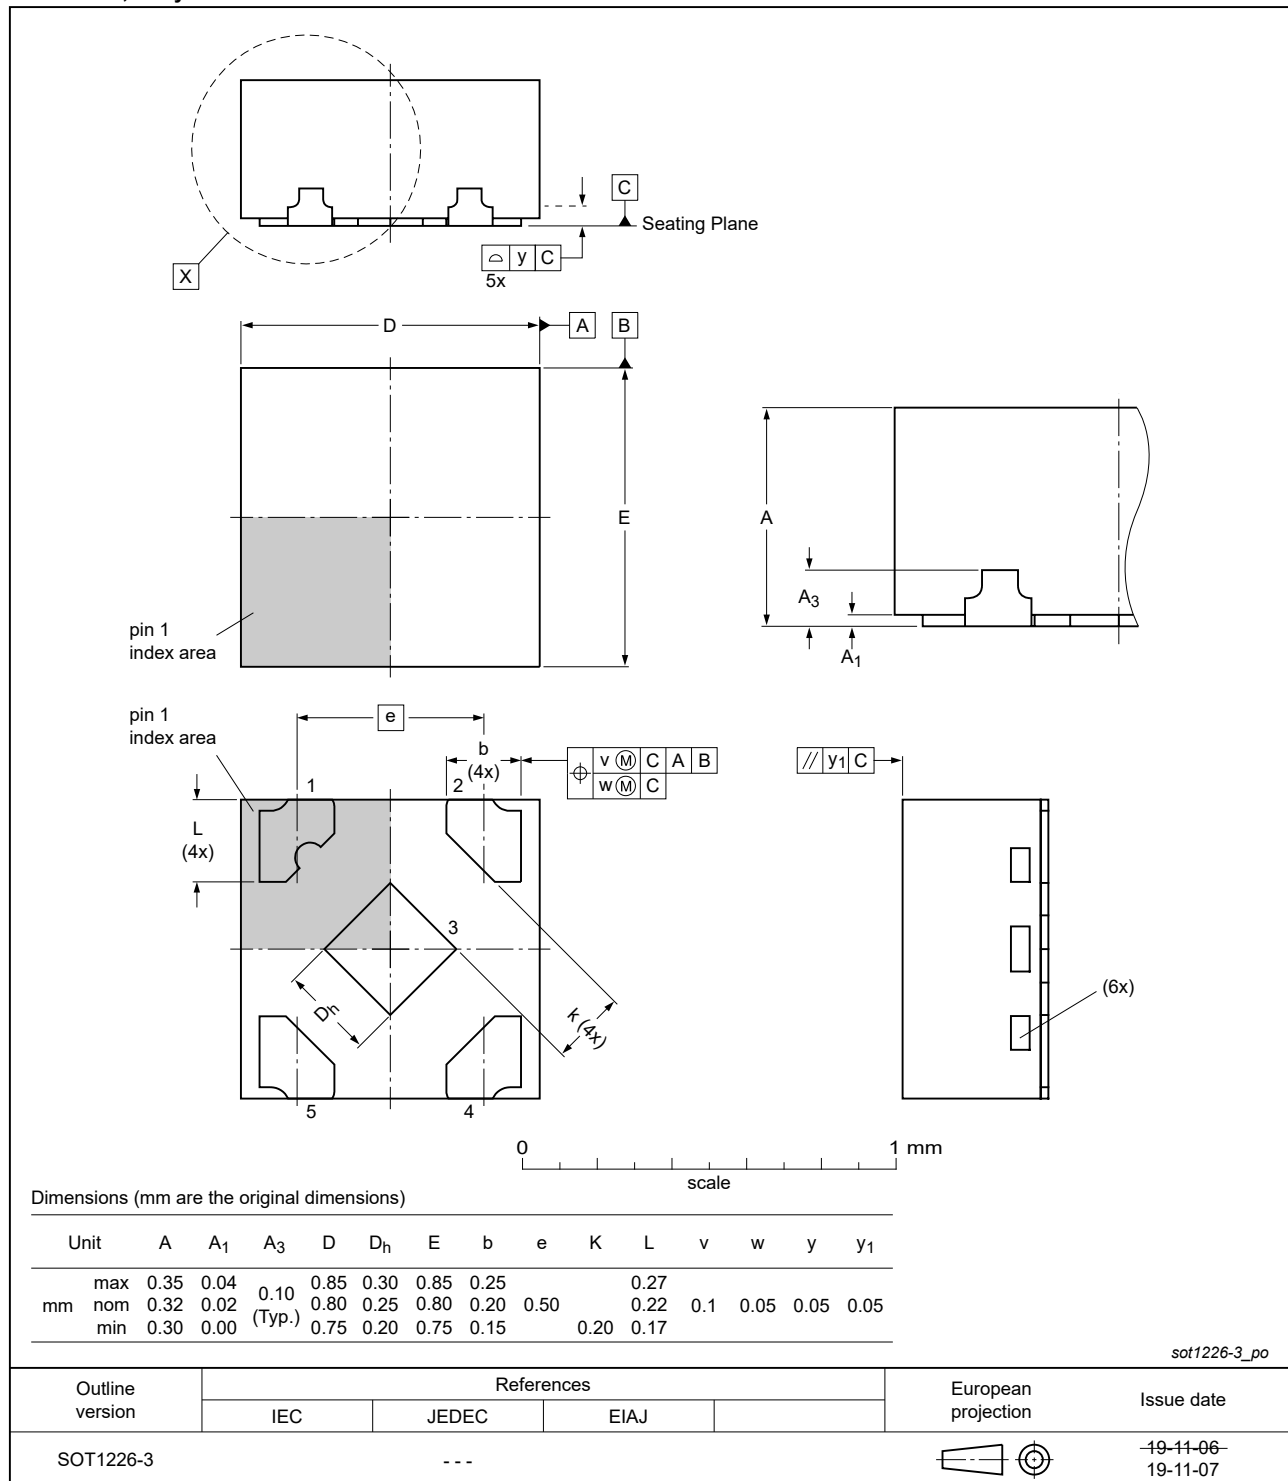 C
Seating Plane
y C
5x
X
D
A
B
E
pin 1
index area
A
A3
A1
pin 1
index area
e
b
(4x)
v M C A B
w M C
// y1 C
1
2
L
(4x)
3
Dh
k (4x)
(6x)
5
4
0
1 mm
scale
Dimensions (mm are the original dimensions)
Unit A A1 A3 D Dh E b e K L v w y y1
max 0.35 0.04 0.85 0.30 0.85 0.25 0.27
mm nom 0.32 0.02 0.10 (Typ.) 0.80 0.25 0.80 0.20 0.50 0.22 0.1 0.05 0.05 0.05
min 0.30 0.00 0.75 0.20 0.75 0.15 0.20 0.17
sot1226-3_po
Outline
version
References
IEC JEDEC EIAJ
European
projection
Issue date
SOT1226-3
- - -
19-11-06
19-11-07